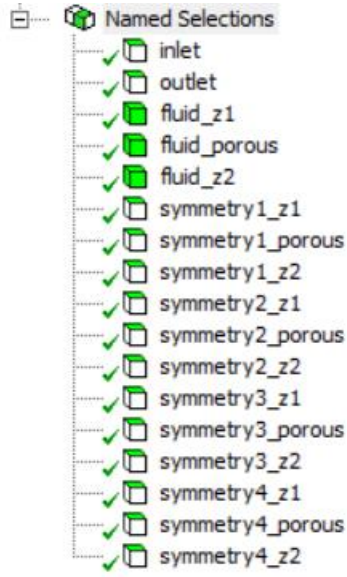 Named Selections
inlet
outlet
fluid_z1
fluid_porous
fluid_z2
symmetry1_z1
symmetry1_porous
symmetry1_z2
symmetry2_z1
symmetry2_porous
symmetry2_z2
symmetry3_z1
symmetry3_porous
symmetry3_z2
symmetry4_z1
symmetry4_porous
symmetry4_z2